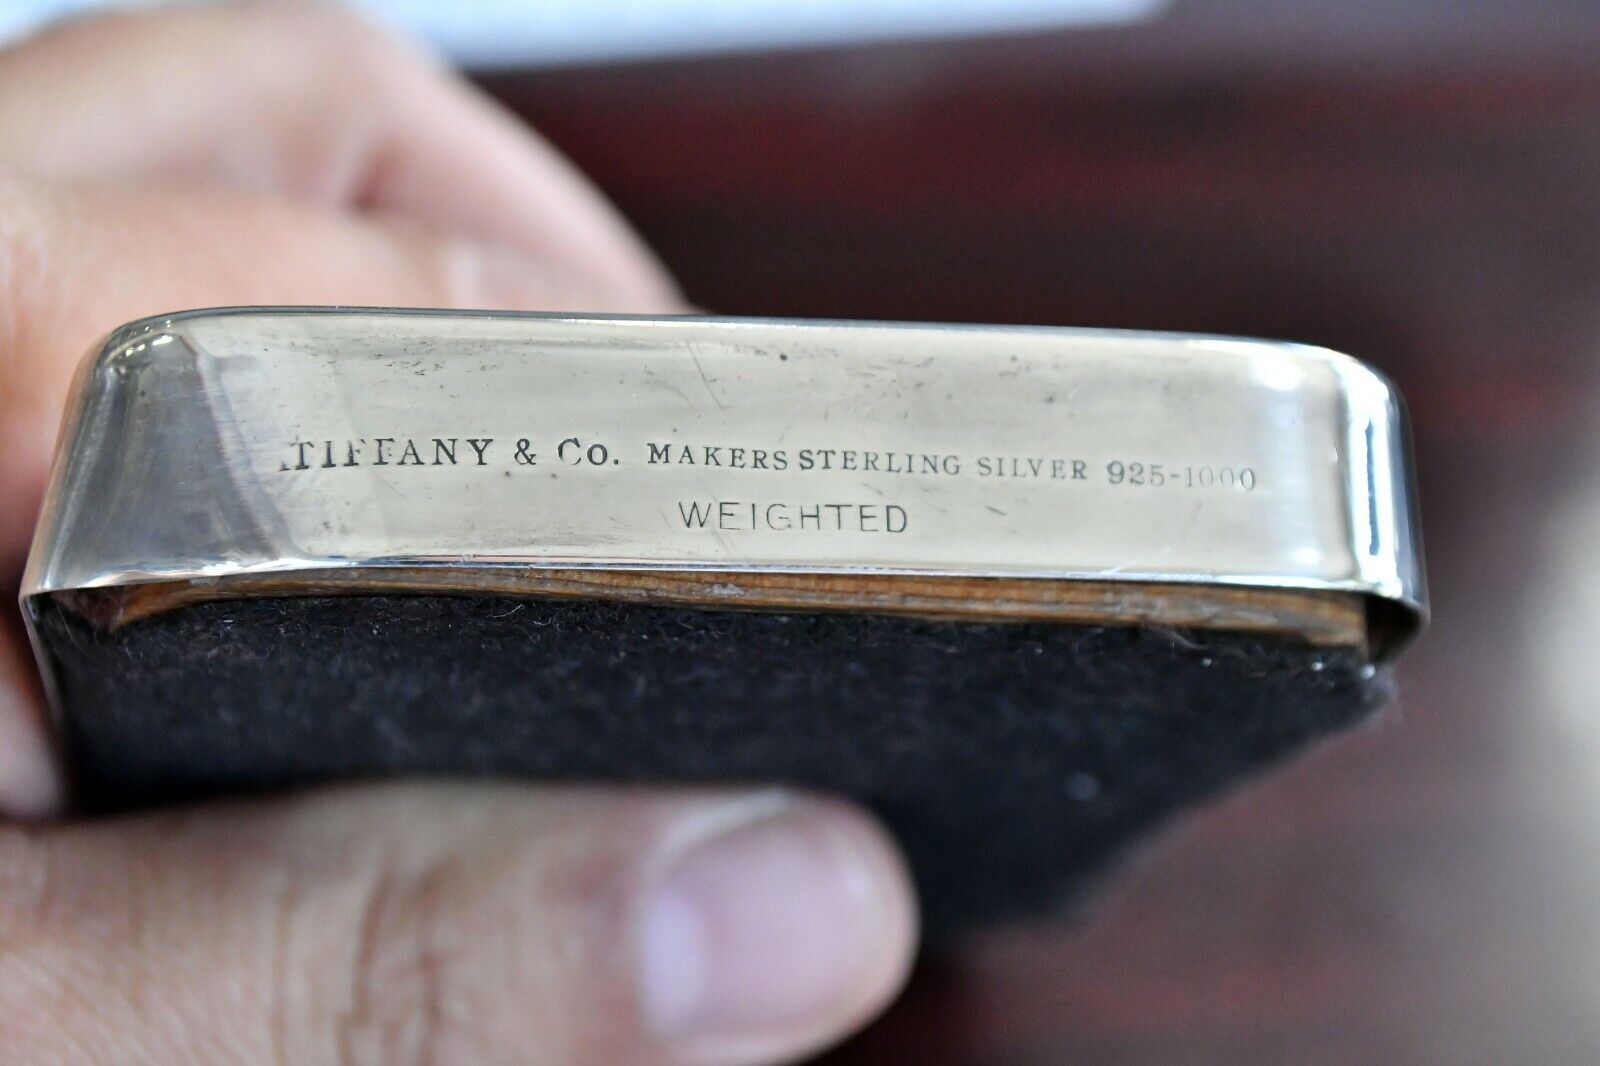 TIFFANY & Co. MAKERS STERLING SILVER 925-1000
WEIGHTED